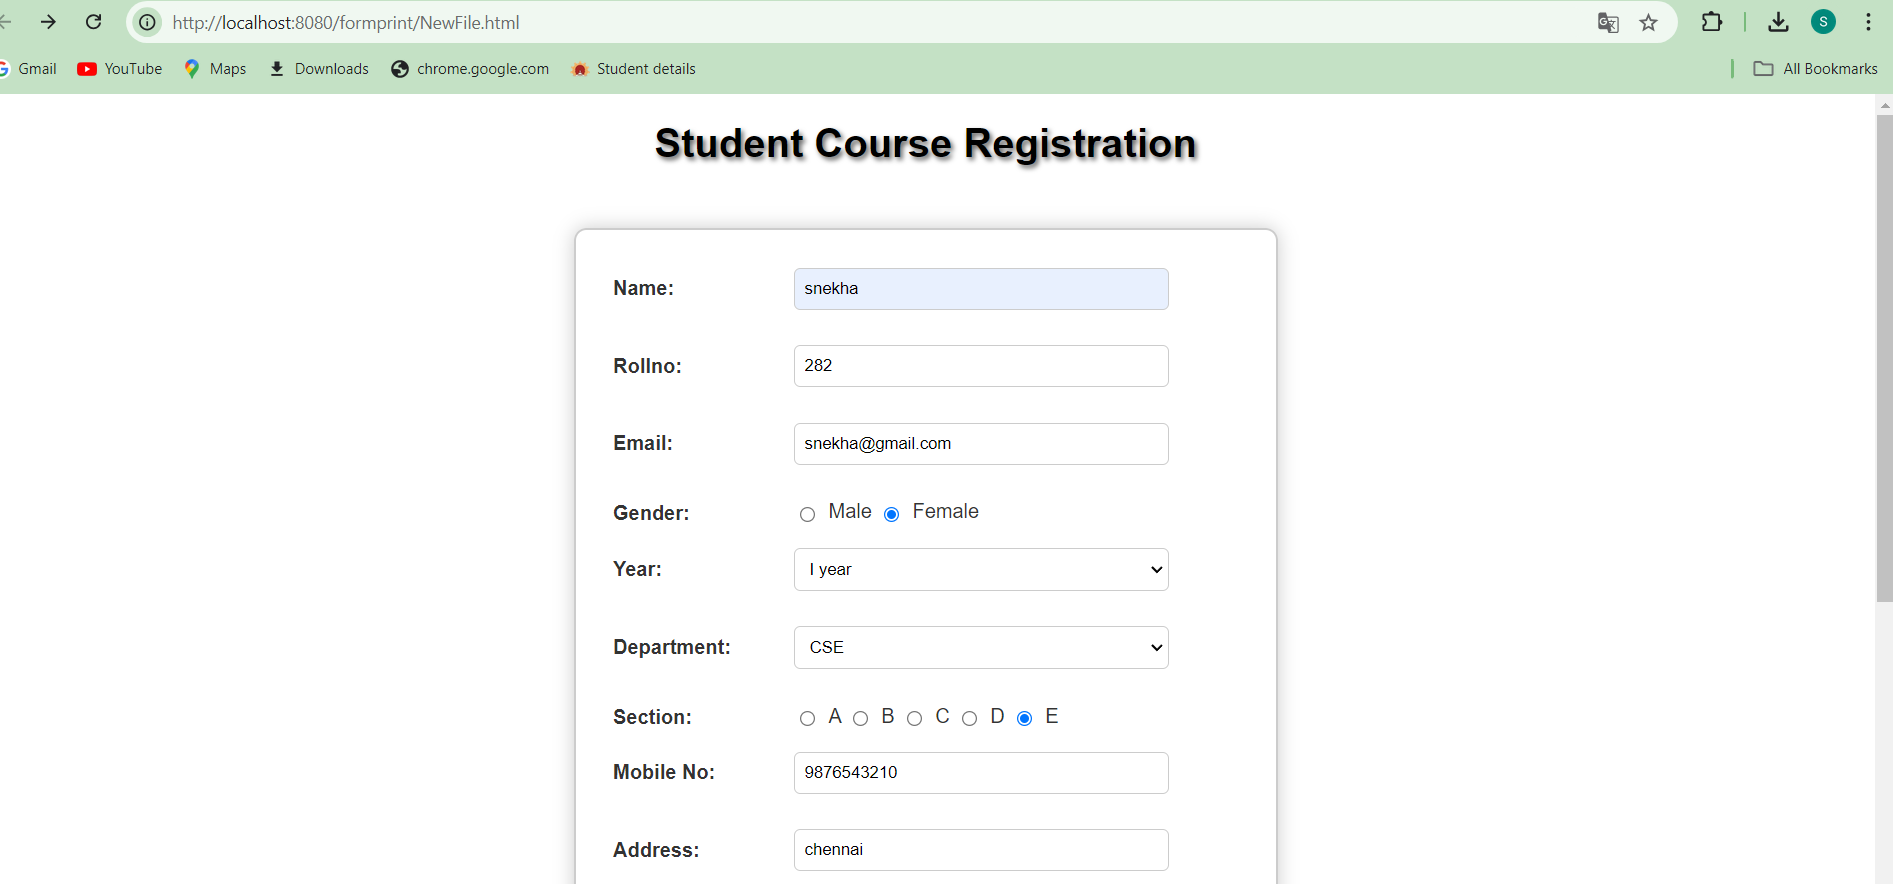 http://localhost:8080/formprint/NewFile.html
S
Gmail YouTube Maps Downloads chrome.google.com Student details All Bookmarks
Student Course Registration
Name: snekha
Rollno: 282
Email: snekha@gmail.com
Gender: Male Female
Year: I year
Department: CSE
Section: A B C D E
Mobile No: 9876543210
Address: chennai